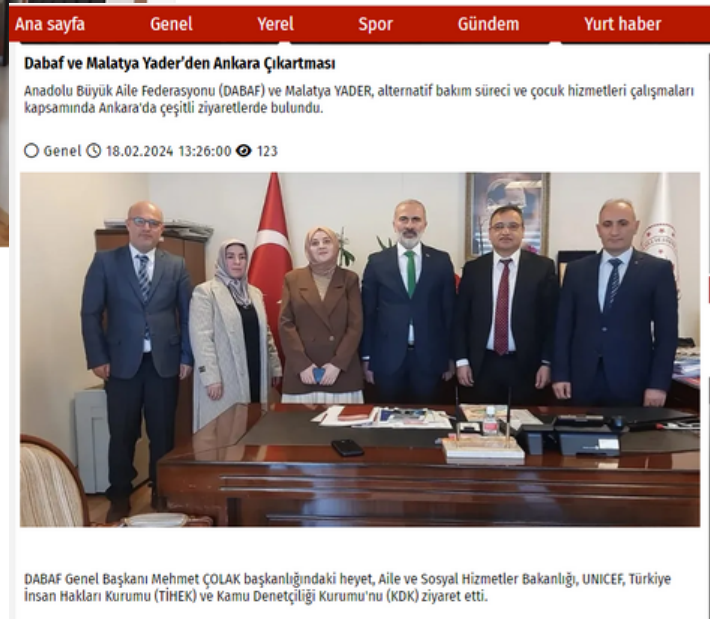 Ana sayfa Genel Yerel Spor Gündem Yurt haber
Dabaf ve Malatya Yader'den Ankara Çıkartması
Anadolu Büyük Aile Federasyonu (DABAF) ve Malatya YADER, alternatif bakım süreci ve çocuk hizmetleri çalışmaları
kapsamında Ankara'da çeşitli ziyaretlerde bulundu.
Genel 18.02.2024 13:26:00 123
DABAF Genel Başkanı Mehmet ÇOLAK başkanlığındaki heyet, Aile ve Sosyal Hizmetler Bakanlığı, UNICEF, Türkiye
İnsan Hakları Kurumu (TİHEK) ve Kamu Denetçiliği Kurumu'nu (KDK) ziyaret etti.